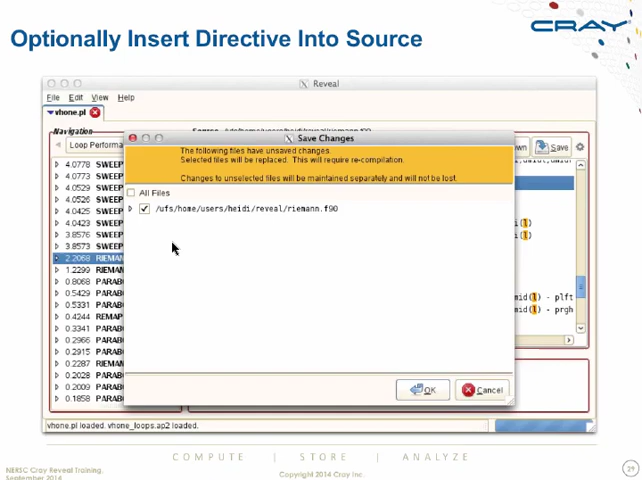 Optionally Insert Directive Into Source
CRAY
Reveal
File Edit View Help
vhone.pl
Navigation
Loop Performa
Save
4.0778 SWEEP
4.0773 SWEEP
4.0529 SWEEP
4.0526 SWEEP
4.0425 SWEEP
4.0423 SWEEP
3.8576 SWEEP
3.8573 SWEEP
2.2068 RIEMAN
1.2299 RIEMAN
0.8068 PARAB
0.5429 PARAB
0.5331 PARAB
0.4244 REMAP
0.3341 PARAB
0.2966 PARAB
0.2915 PARAB
0.2287 RIEMA
0.2028 PARAB
0.2009 PARAB
0.1858 PARAB
Save Changes
The following files have unsaved changes.
Selected files will be replaced. This will require re-compilation.
Changes to unselected files will be maintained separately and will not be lost.
All Files
/ufs/home/users/heidi/reveal/riemann.f90
OK Cancel
i(l)
i(l)
mid(l) - plft
mid(l) - prgh
vhone.pl loaded. vhone_loops.ap2 loaded.
COMPUTE | STORE | ANALYZE
NERSC Cray Reveal Training
September 2014
Copyright 2014 Cray Inc.
29